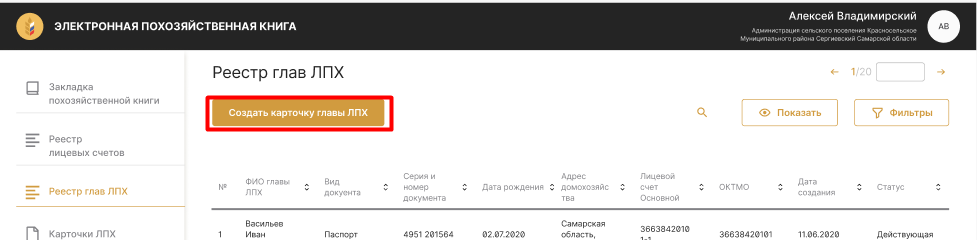 ЭЛЕКТРОННАЯ ПОХОЗЯЙСТВЕННАЯ КНИГА
Алексей Владимирский
Администрация сельского поселения Красносельское
Муниципального района Сергиевский Самарской области
АВ
Закладка
похозяйственной книги
Реестр
лицевых счетов
Реестр глав ЛПХ
Карточки ЛПХ
Реестр глав ЛПХ
1/20
Создать карточку главы ЛПХ
Показать
Фильтры
№
ФИО главы
ЛПХ
Вид
докуента
Серия и
номер
документа
Дата рождения
Адрес
домохозяйс
тва
Лицевой
счет
Основной
ОКТМО
Дата
создания
Статус
1
Васильев
Иван
Паспорт
4951 201564
02.07.2020
Самарская
область,
3663842010
1-1
36638420101
11.06.2020
Действующая